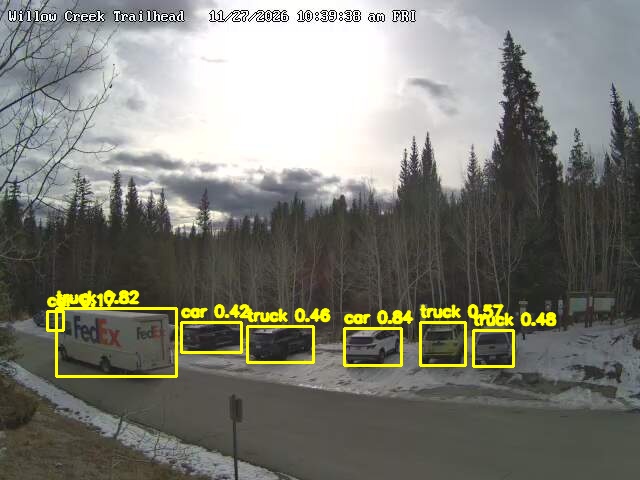 Willow Creek Trailhead 11/27/2026 10:39:38 am FRI
truck 0.82
car 0.42
truck 0.46
car 0.84
truck 0.57
truck 0.48
FedEx
FedEx